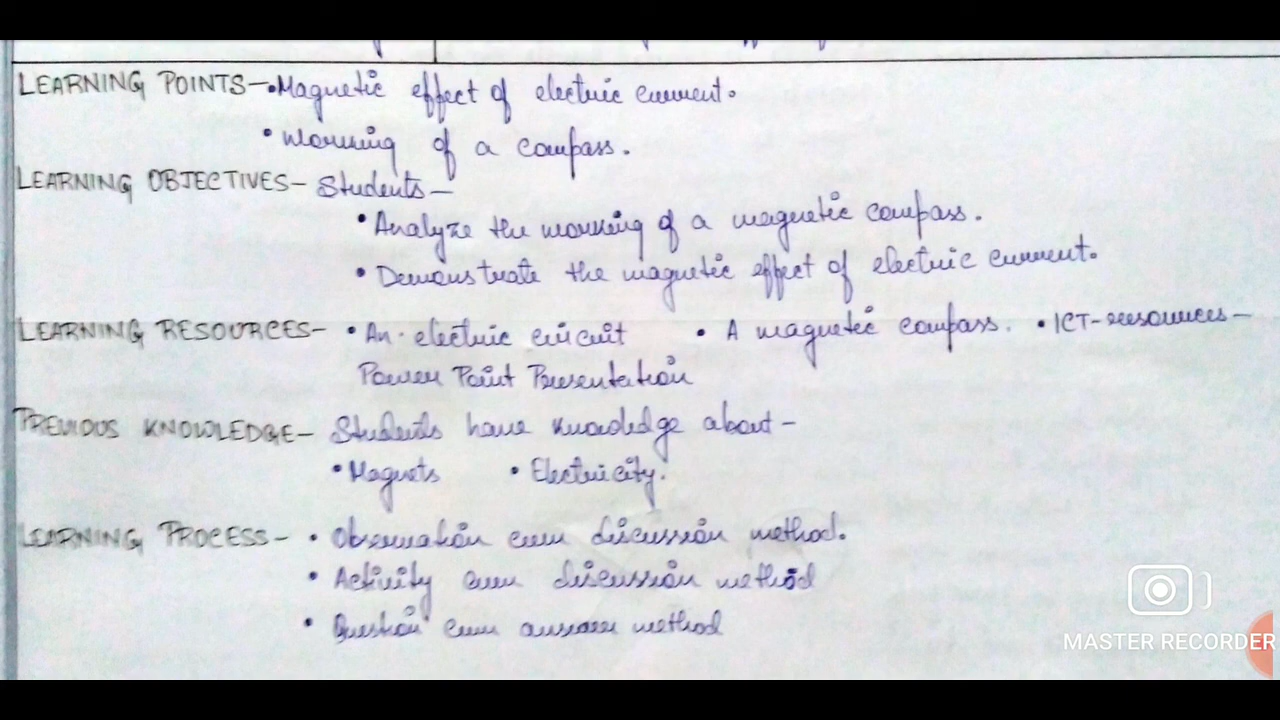 LEARNING POINTS - • Magnetic effect of electric current.
• Working of a compass.
LEARNING OBJECTIVES - Students -
• Analyze the working of a magnetic compass.
• Demonstrate the magnetic effect of electric current.
LEARNING RESOURCES - • An electric circuit • A magnetic compass. • ICT-resources -
Power Point Presentation
PREVIOUS KNOWLEDGE - Students have knowledge about -
• Magnets • Electricity.
LEARNING PROCESS - • Observation cum discussion method.
• Activity cum discussion method
• Question cum answer method
MASTER RECORDER